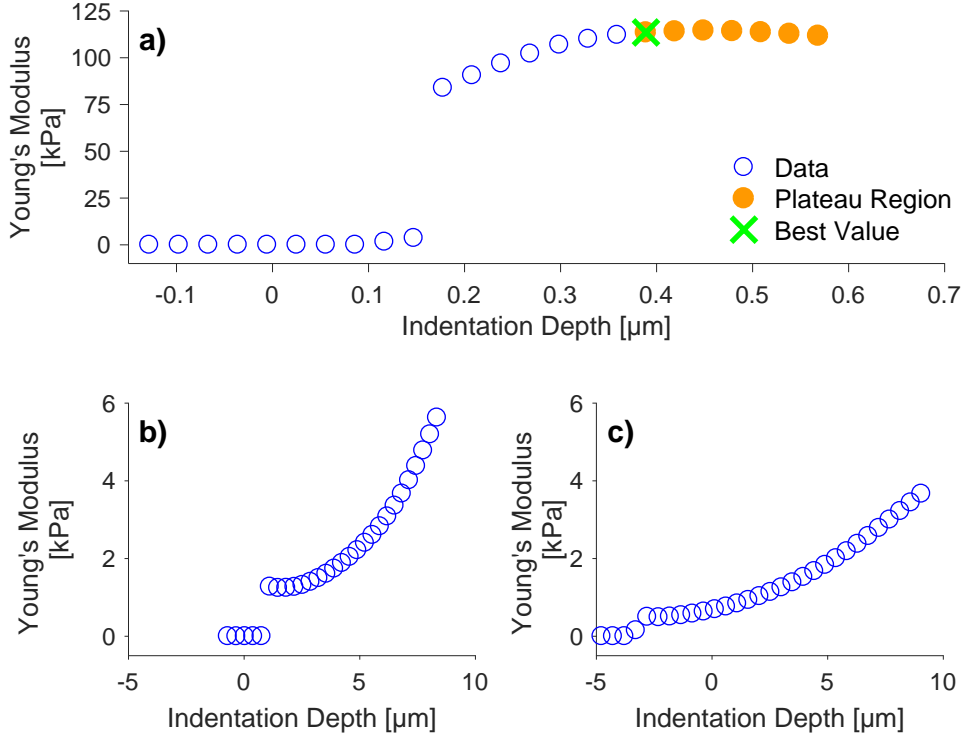 a)
Young's Modulus
[kPa]
125
100
75
50
25
0
Data
Plateau Region
Best Value
-0.1
0
0.1
0.2
0.3
0.4
0.5
0.6
0.7
Indentation Depth [µm]
b)
Young's Modulus
[kPa]
6
4
2
0
-5
0
5
10
Indentation Depth [µm]
c)
Young's Modulus
[kPa]
6
4
2
0
-5
0
5
10
Indentation Depth [µm]